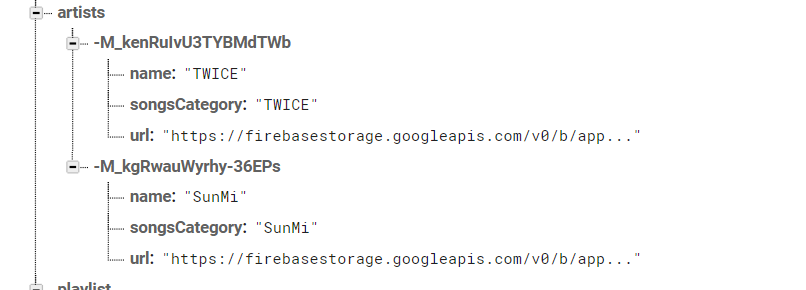 artists
-M_kenRuIvU3TYBMdTWb
name: "TWICE"
songsCategory: "TWICE"
url: "https://firebasestorage.googleapis.com/v0/b/app..."
-M_kgRwauWyrhy-36EPs
name: "SunMi"
songsCategory: "SunMi"
url: "https://firebasestorage.googleapis.com/v0/b/app..."
playlist